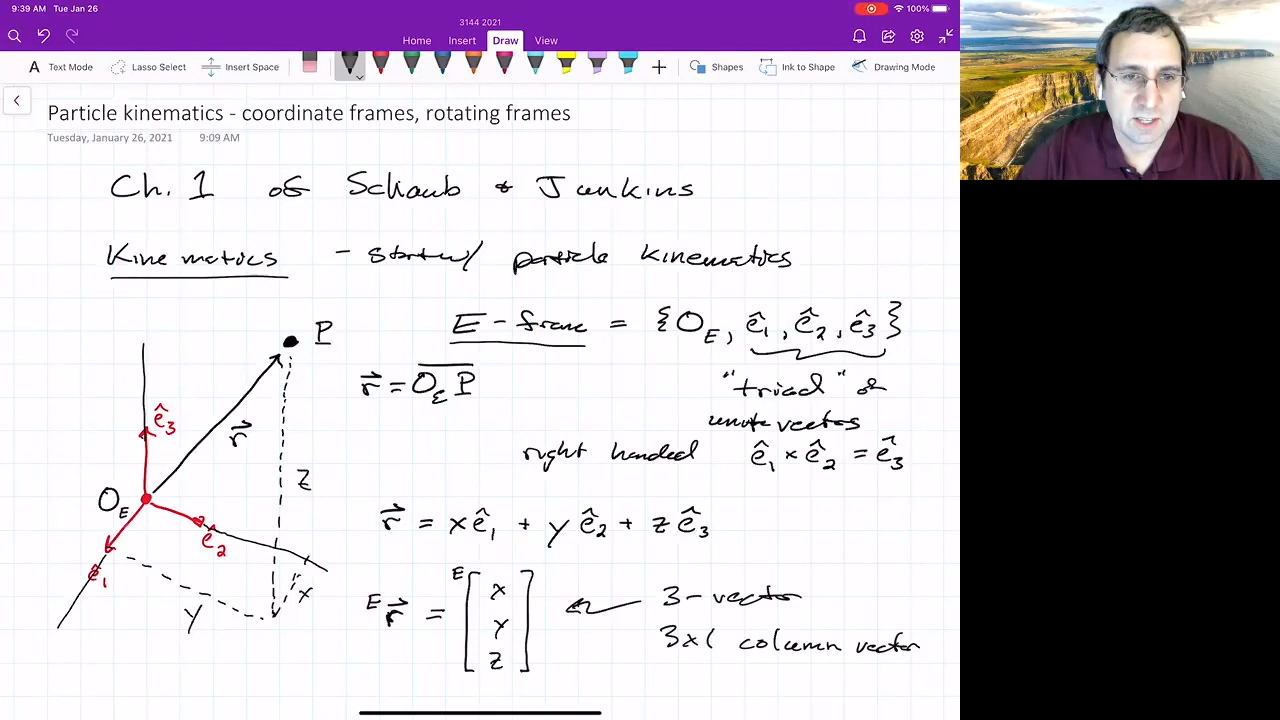 9:39 AM Tue Jan 26
100%
3144 2021
Home Insert Draw View
Text Mode Lasso Select Insert Space Shapes Ink to Shape Drawing Mode
Particle kinematics - coordinate frames, rotating frames
Tuesday, January 26, 2021 9:09 AM
Ch. 1 of Schaub & Junkins
Kinematics - start w/ particle kinematics
E-frame = {O_E, ê₁, ê₂, ê₃}
P
r⃗ = O_E P
"triad" of
unit vectors
right handed ê₁ × ê₂ = ê₃
ê₃
r⃗
z
O_E
ê₂
ê₁
x
y
r⃗ = x ê₁ + y ê₂ + z ê₃
ᴱr⃗ = ᴱ[x
y
z]
3-vector
3x1 column vector